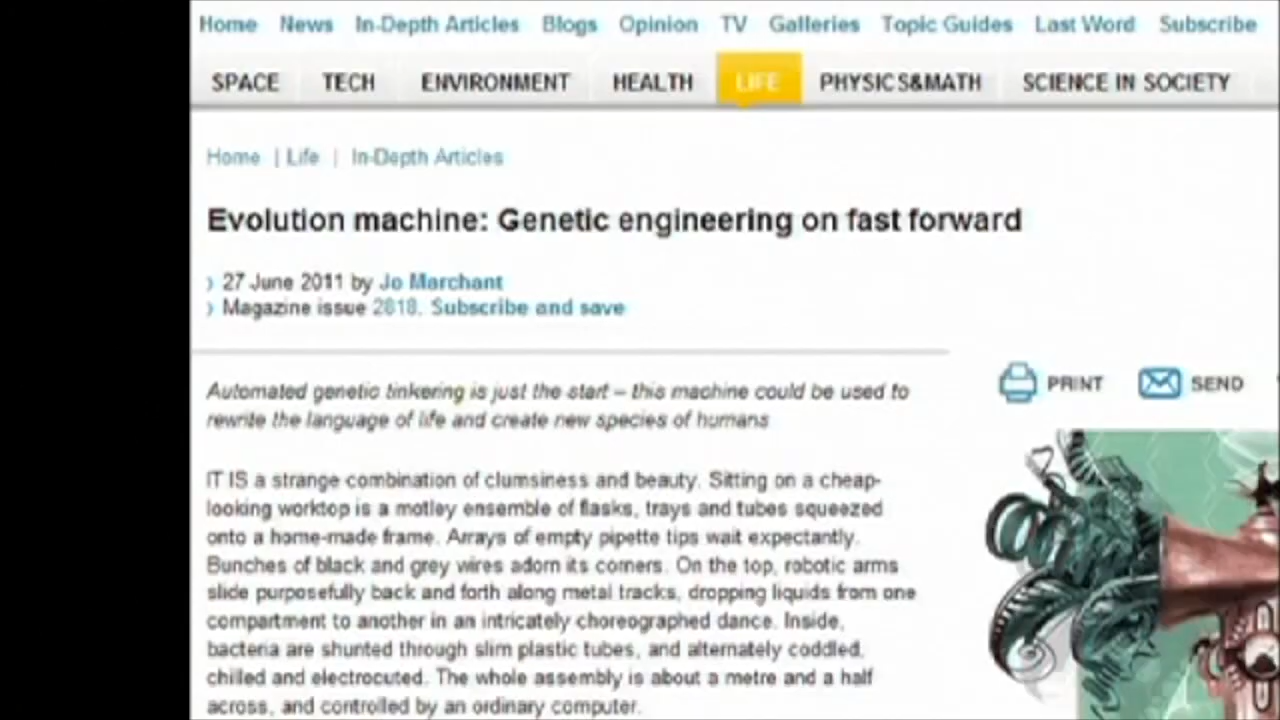 Home News In-Depth Articles Blogs Opinion TV Galleries Topic Guides Last Word Subscribe
SPACE TECH ENVIRONMENT HEALTH LIFE PHYSICS&MATH SCIENCE IN SOCIETY
Home | Life | In-Depth Articles
Evolution machine: Genetic engineering on fast forward
› 27 June 2011 by Jo Marchant
› Magazine issue 2818. Subscribe and save
PRINT SEND
Automated genetic tinkering is just the start – this machine could be used to
rewrite the language of life and create new species of humans
IT IS a strange combination of clumsiness and beauty. Sitting on a cheap-
looking worktop is a motley ensemble of flasks, trays and tubes squeezed
onto a home-made frame. Arrays of empty pipette tips wait expectantly.
Bunches of black and grey wires adorn its corners. On the top, robotic arms
slide purposefully back and forth along metal tracks, dropping liquids from one
compartment to another in an intricately choreographed dance. Inside,
bacteria are shunted through slim plastic tubes, and alternately coddled,
chilled and electrocuted. The whole assembly is about a metre and a half
across, and controlled by an ordinary computer.